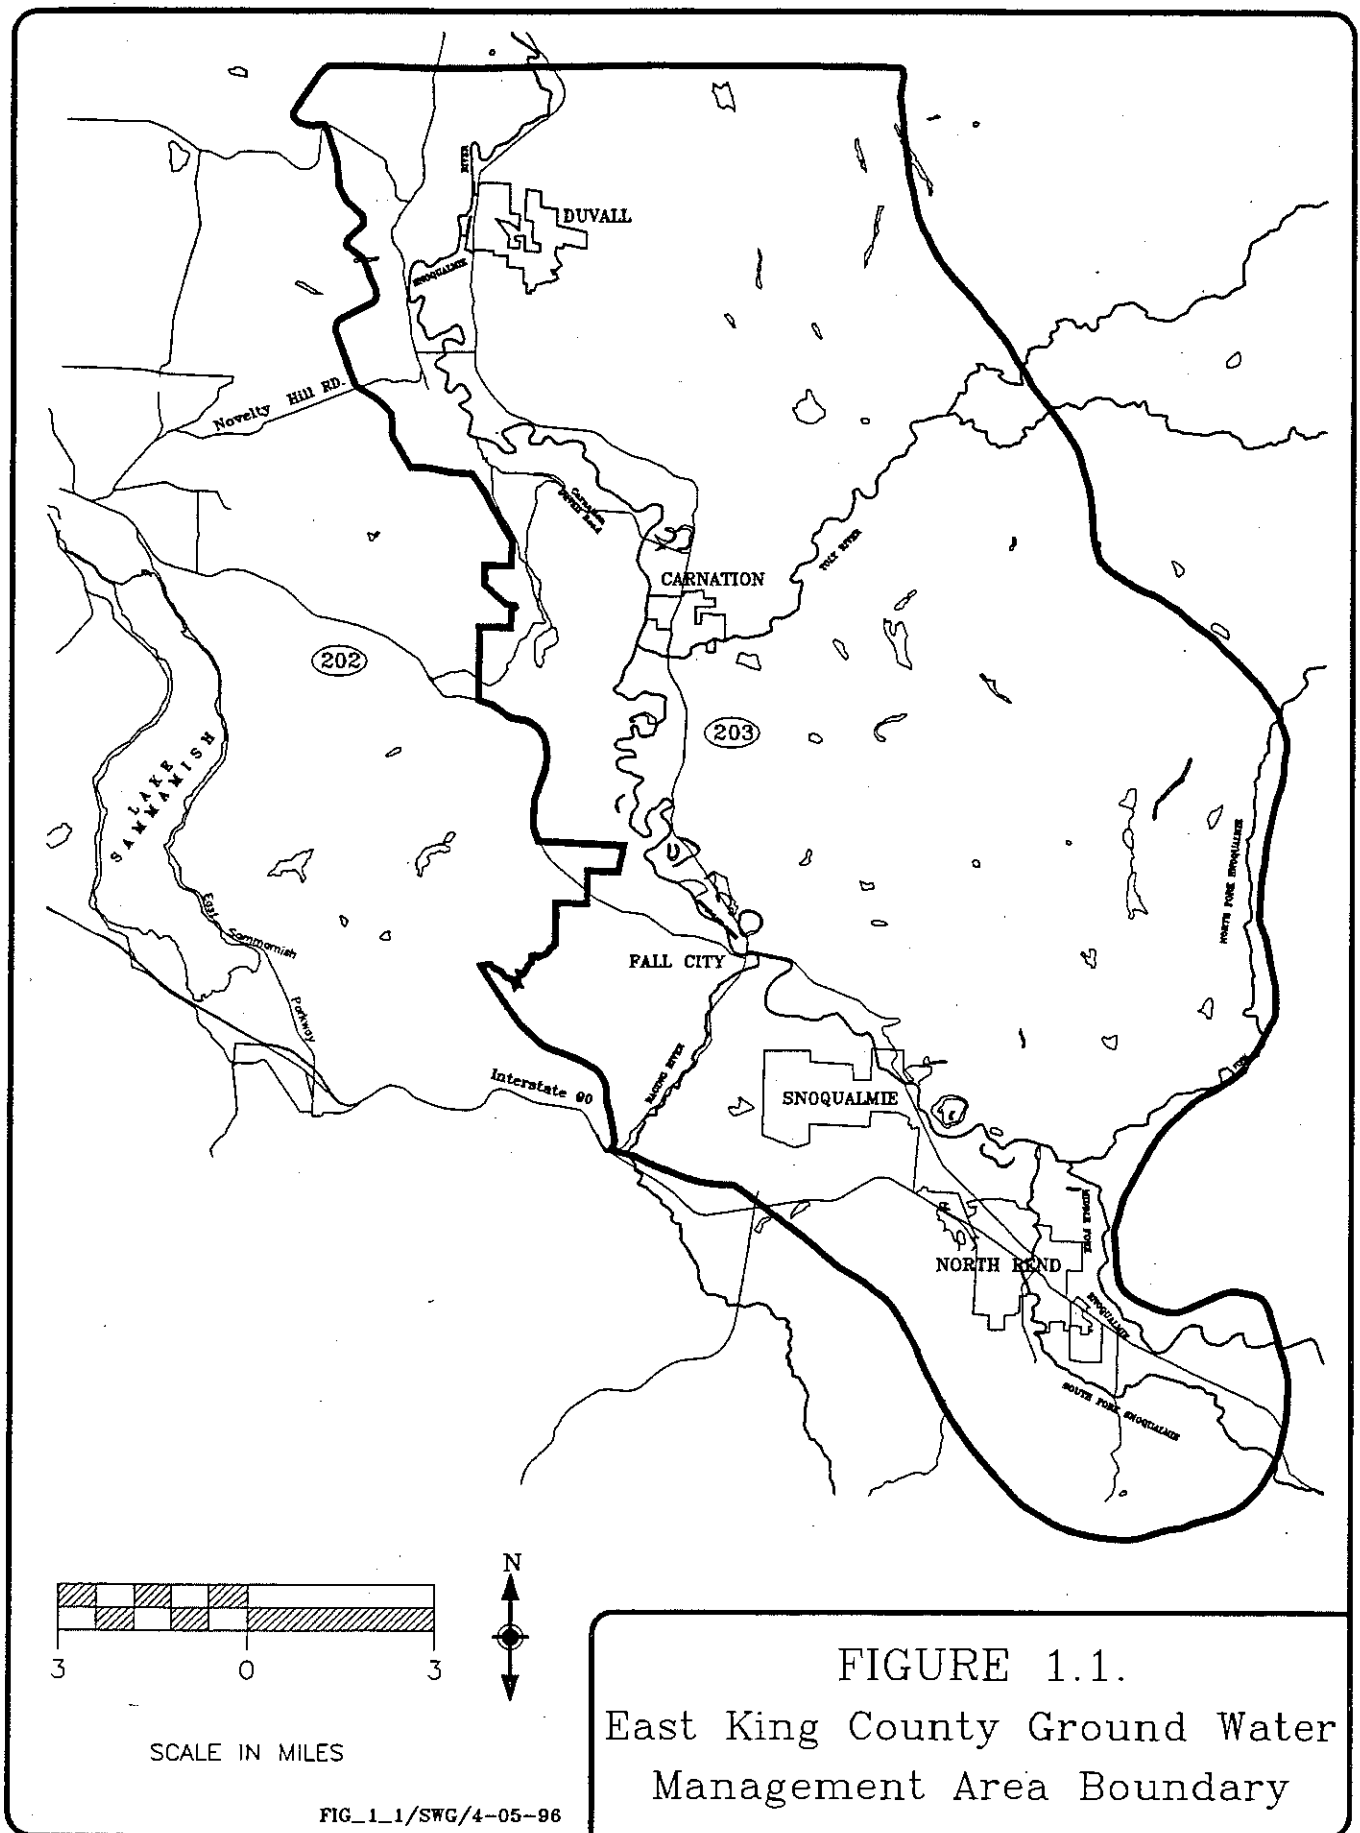 RIVER
DUVALL
SNOQUALMIE
Novelty Hill RD.
Carnation
Duvall Road
TOLT RIVER
CARNATION
202
203
LAKE
SAMMAMISH
NORTH FORK SNOQUALMIE
East
Sammamish
Parkway
FALL CITY
FORK
RAGING RIVER
Interstate 90
SNOQUALMIE
MIDDLE FORK
NORTH BEND
SNOQUALMIE
SOUTH FORK SNOQUALMIE
N
3 0 3
SCALE IN MILES
FIG_1_1/SWG/4-05-96
FIGURE 1.1.
East King County Ground Water
Management Area Boundary